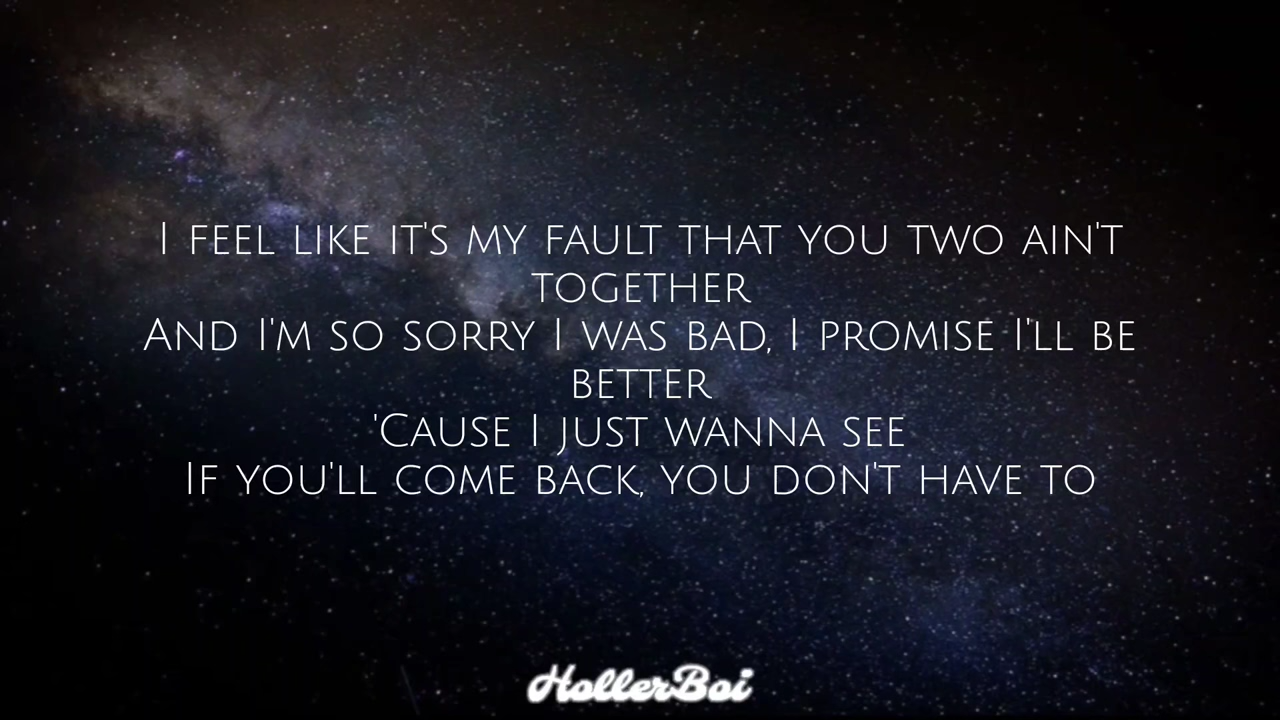 I FEEL LIKE IT'S MY FAULT THAT YOU TWO AIN'T
TOGETHER
AND I'M SO SORRY I WAS BAD, I PROMISE I'LL BE
BETTER
'CAUSE I JUST WANNA SEE
IF YOU'LL COME BACK, YOU DON'T HAVE TO
HollerBoi